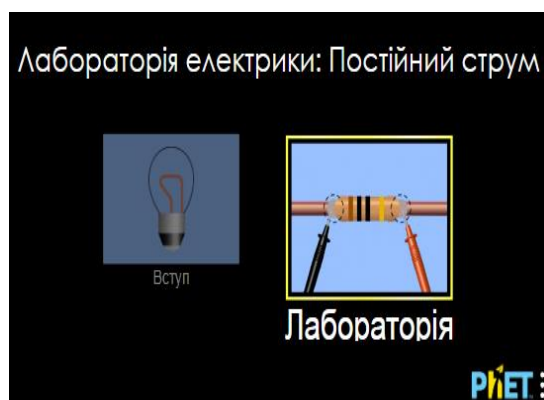 Лабораторія електрики: Постійний струм
Вступ
Лабораторія
PhET